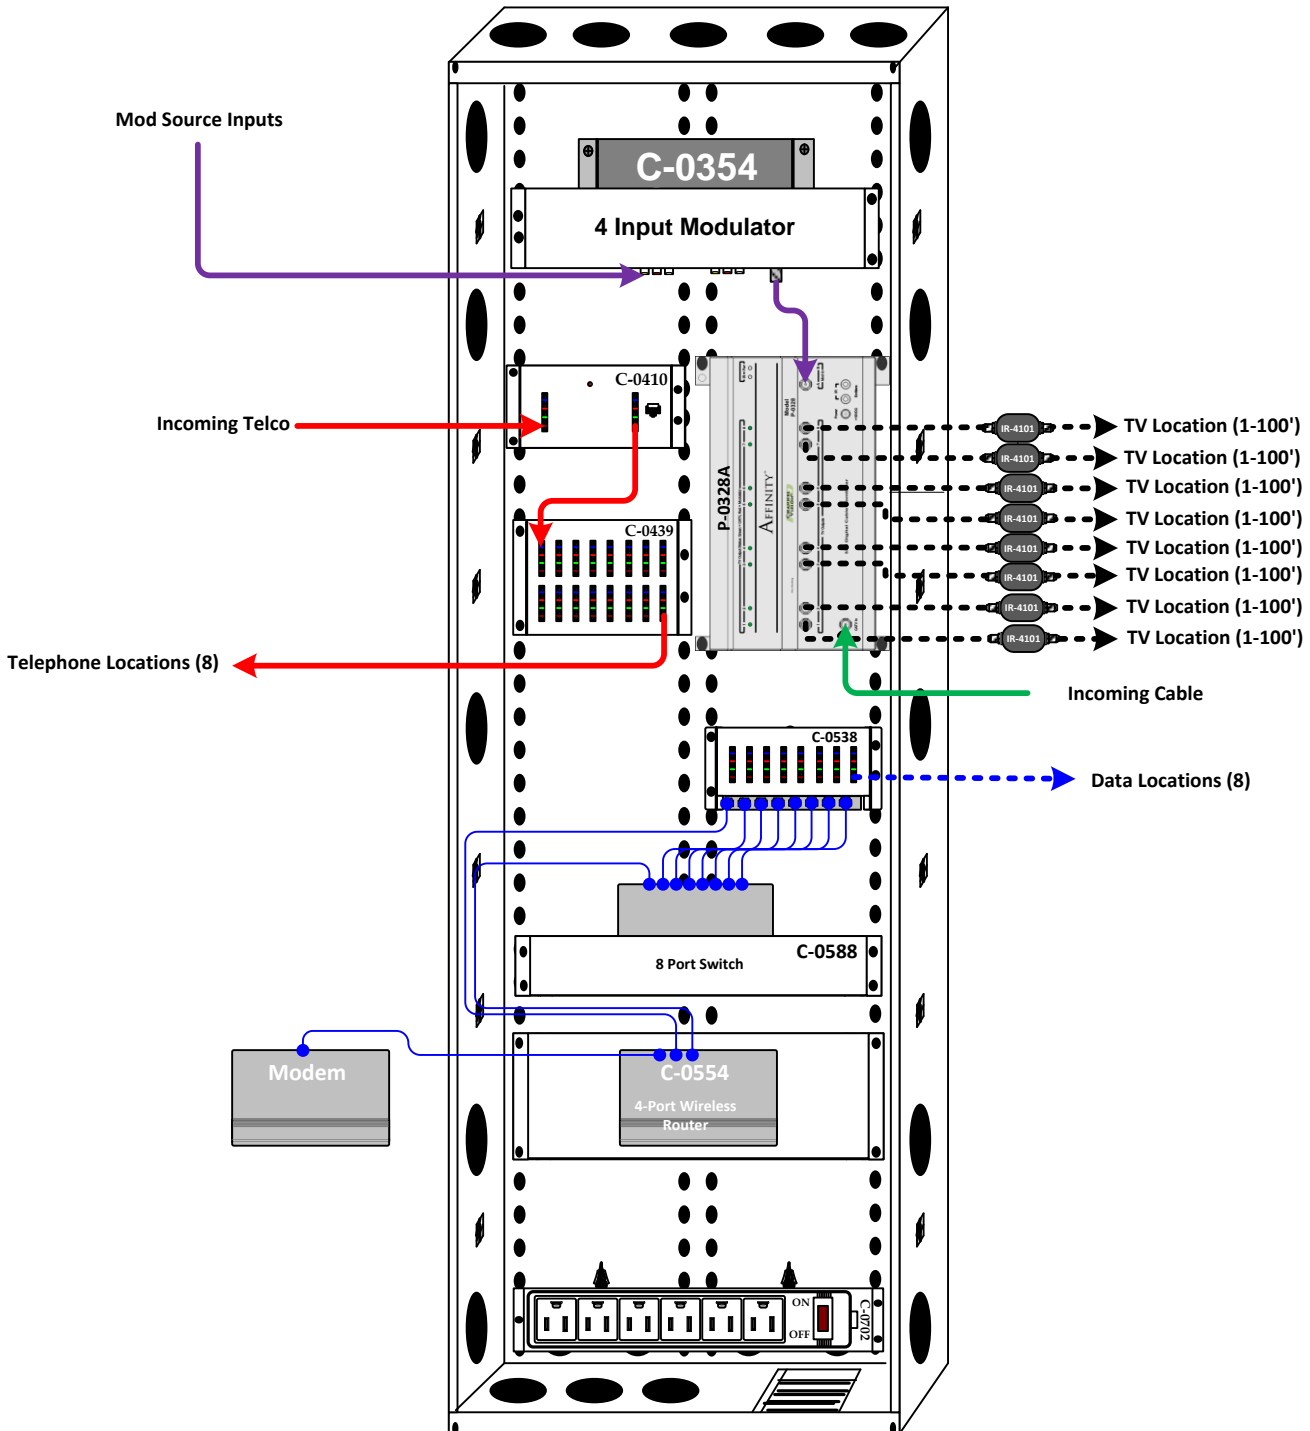 Mod Source Inputs
C-0354
4 Input Modulator
C-0410
Incoming Telco
C-0439
Telephone Locations (8)
P-0328A
AFFINITY
Model
P-0328
IR-4101
TV Location (1-100')
IR-4101
TV Location (1-100')
IR-4101
TV Location (1-100')
IR-4101
TV Location (1-100')
IR-4101
TV Location (1-100')
IR-4101
TV Location (1-100')
IR-4101
TV Location (1-100')
IR-4101
TV Location (1-100')
Incoming Cable
C-0538
Data Locations (8)
C-0588
8 Port Switch
Modem
C-0554
4-Port Wireless
Router
ON
OFF
C-0702